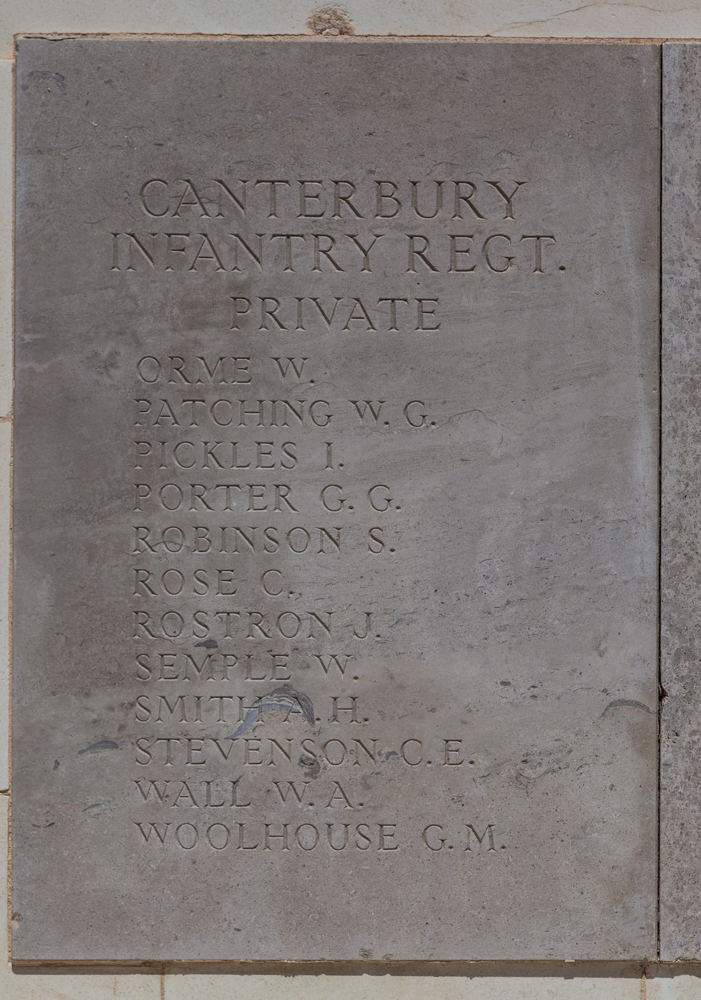 CANTERBURY
INFANTRY REGT.
PRIVATE
ORME W.
PATCHING W. G.
PICKLES I.
PORTER G. G.
ROBINSON S.
ROSE C.
ROSTRON J.
SEMPLE W.
SMITH A. H.
STEVENSON C. E.
WALL W. A.
WOOLHOUSE G. M.